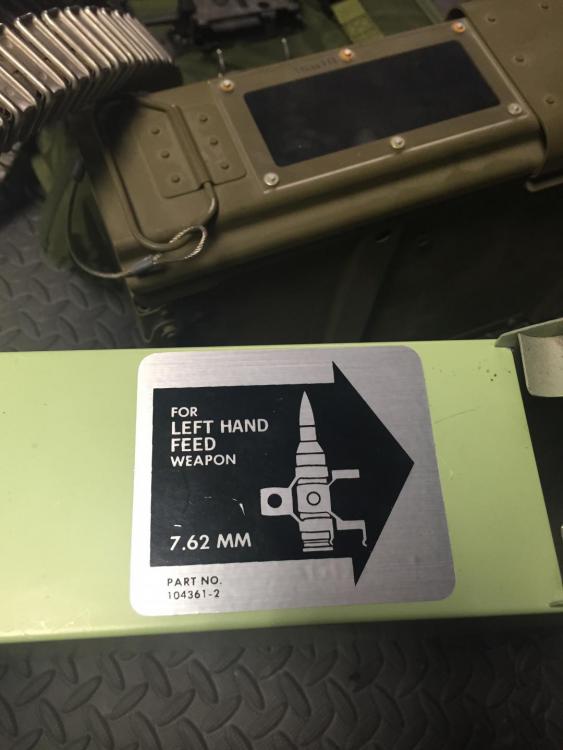 FOR
LEFT HAND
FEED
WEAPON
7.62 MM
PART NO.
104361-2